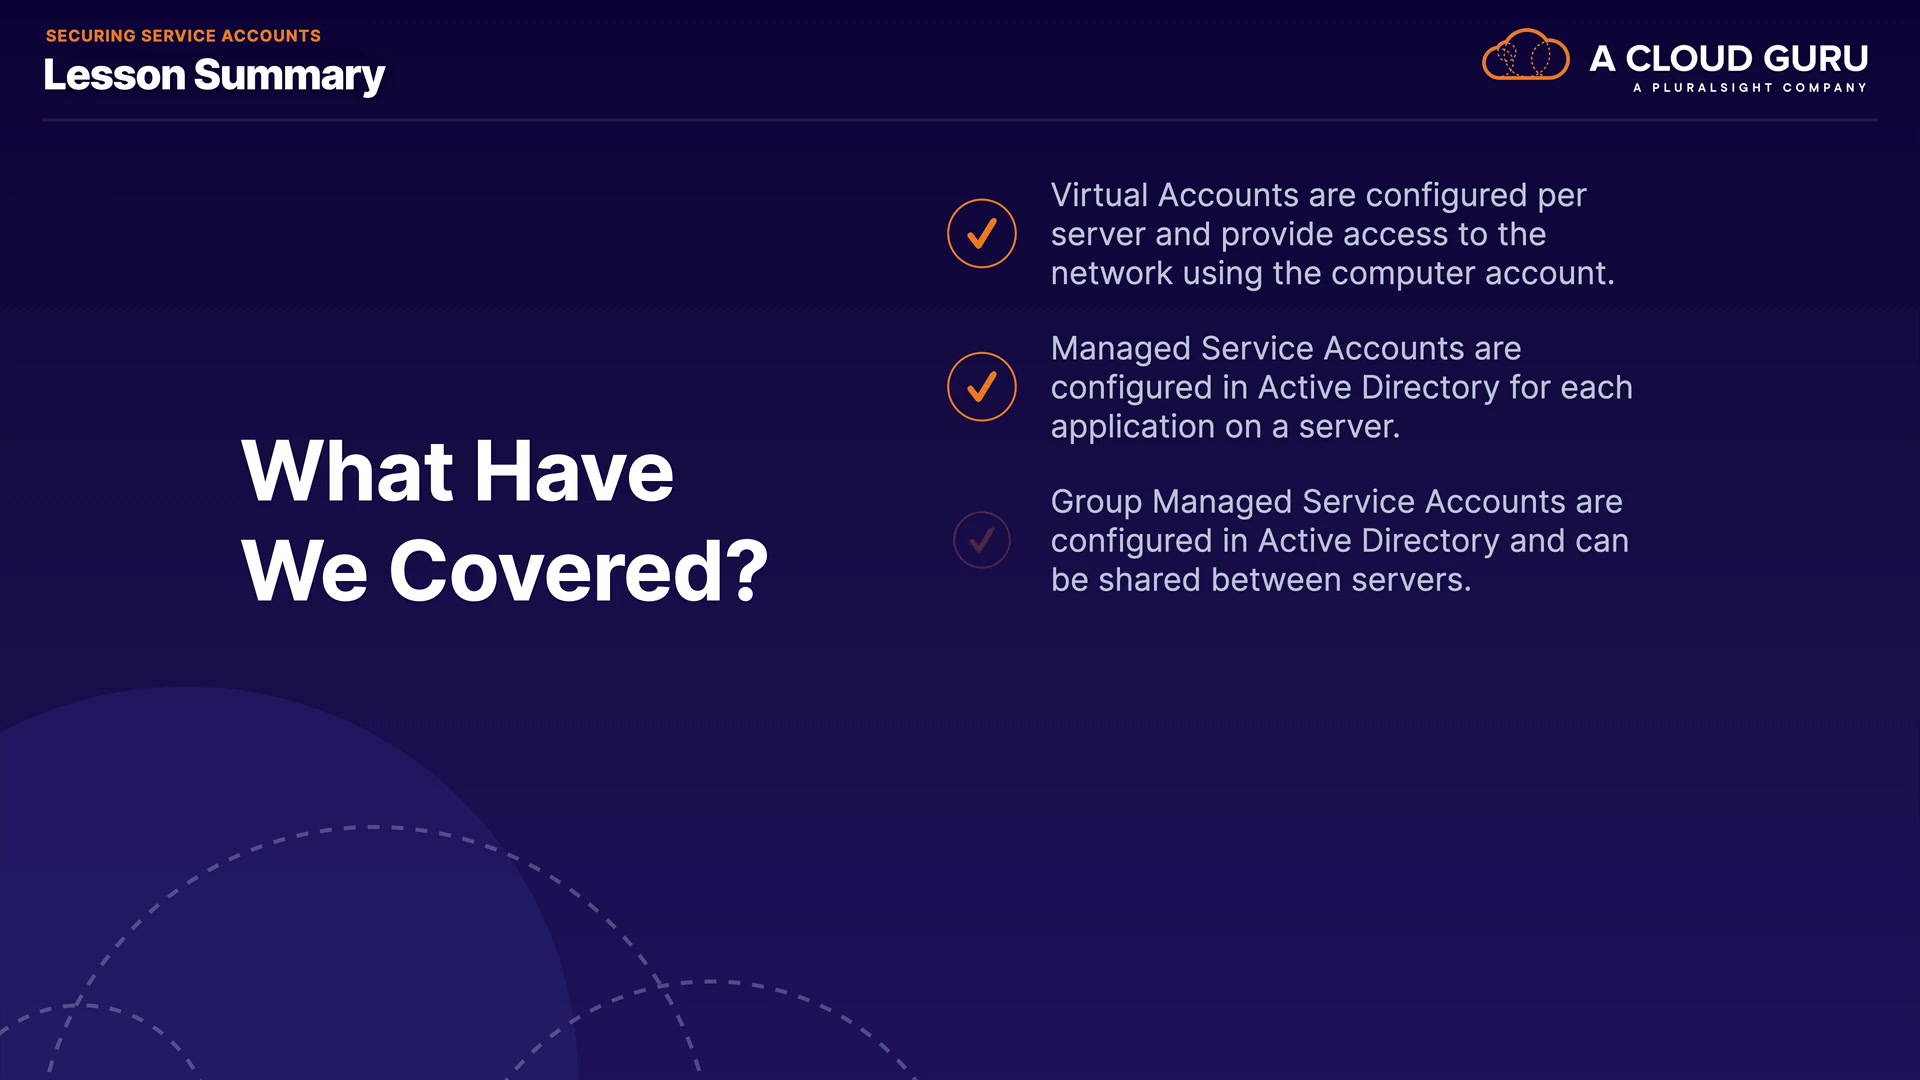 SECURING SERVICE ACCOUNTS
Lesson Summary
A CLOUD GURU
A PLURALSIGHT COMPANY
What Have
We Covered?
Virtual Accounts are configured per
server and provide access to the
network using the computer account.
Managed Service Accounts are
configured in Active Directory for each
application on a server.
Group Managed Service Accounts are
configured in Active Directory and can
be shared between servers.